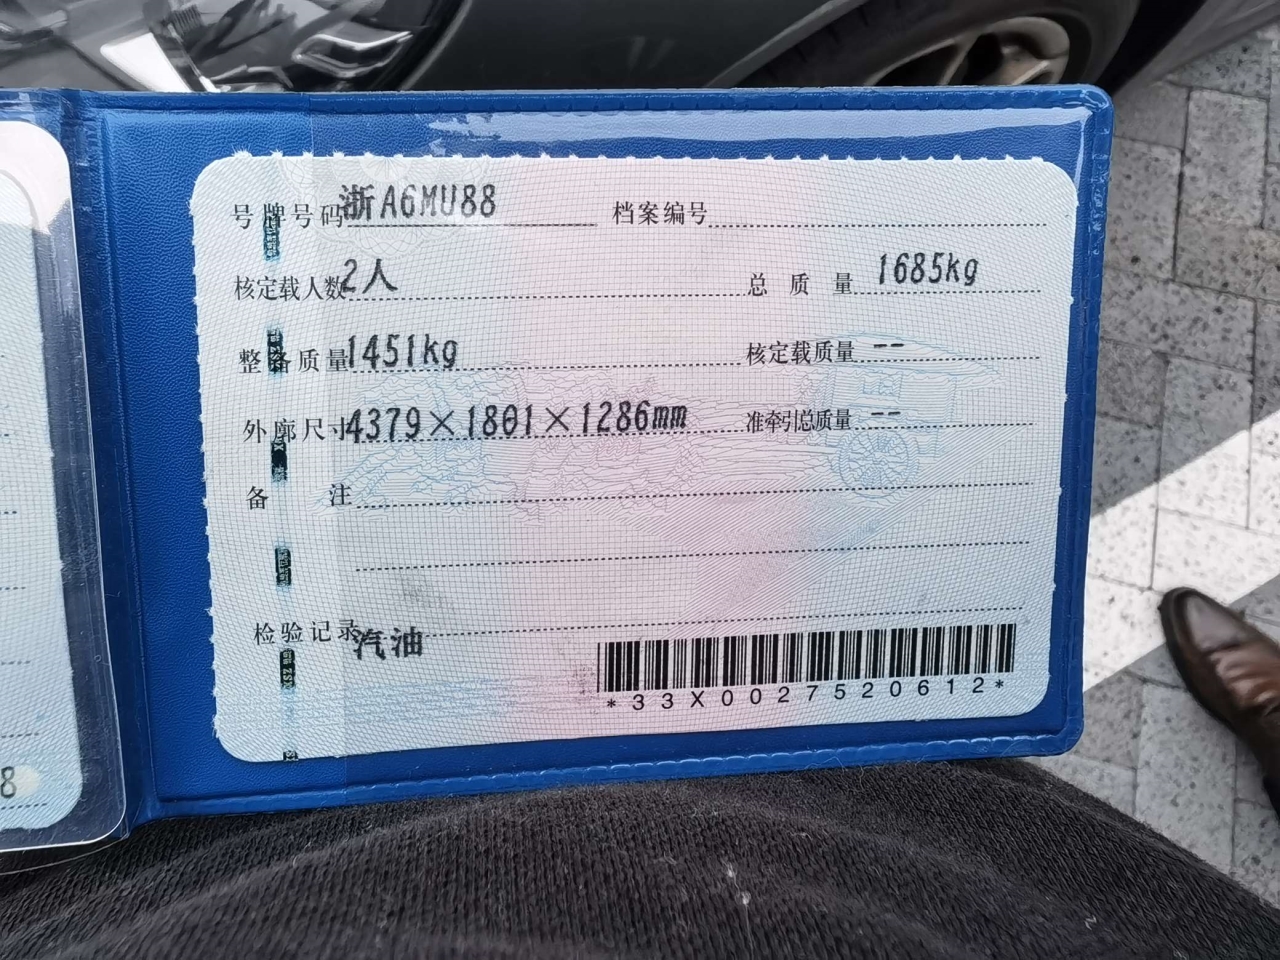 号牌号码 浙A6MU88 档案编号
核定载人数 2人 总质量 1685kg
整备质量 1451kg 核定载质量 --
外廓尺寸 4379×1801×1286mm 准牵引总质量 --
备注
检验记录 汽油
*33X0027520612*
8